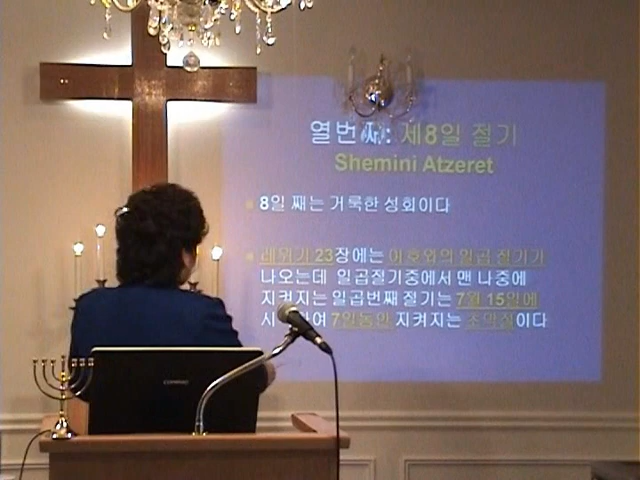 열번째: 제8일 절기
Shemini Atzeret
8일 째는 거룩한 성회이다
레위기 23장에는 여호와의 일곱 절기가
나오는데 일곱절기중에서 맨 나중에
지켜지는 일곱번째 절기는 7월 15일에
시 하여 7일동안 지켜지는 초막절이다